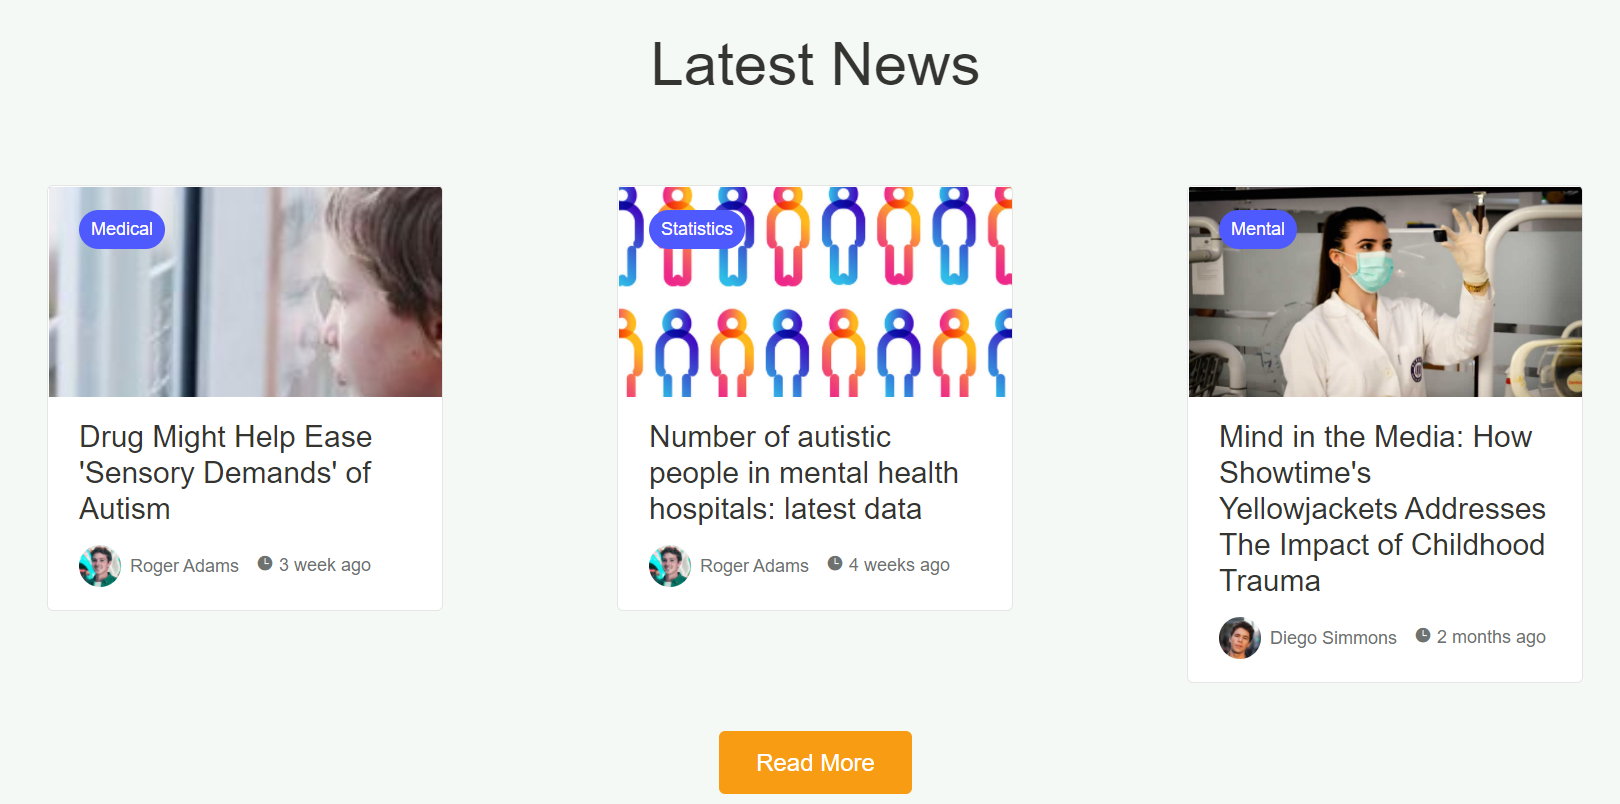 Latest News
Medical
Drug Might Help Ease
'Sensory Demands' of
Autism
Roger Adams 3 week ago
Statistics
Number of autistic
people in mental health
hospitals: latest data
Roger Adams 4 weeks ago
Mental
Mind in the Media: How
Showtime's
Yellowjackets Addresses
The Impact of Childhood
Trauma
Diego Simmons 2 months ago
Read More